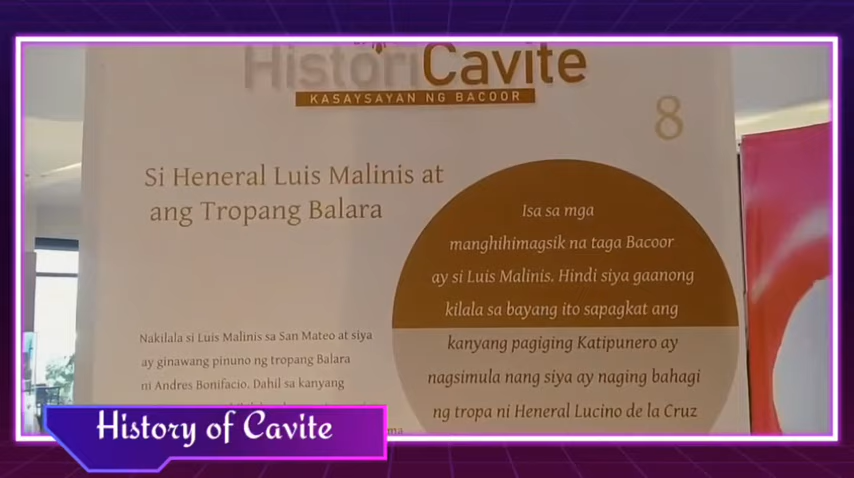 HistoriCavite
KASAYSAYAN NG BACOOR
8
Si Heneral Luis Malinis at
ang Tropang Balara
Isa sa mga
manghihimagsik na taga Bacoor
ay si Luis Malinis. Hindi siya gaanong
kilala sa bayang ito sapagkat ang
kanyang pagiging Katipunero ay
nagsimula nang siya ay naging bahagi
ng tropa ni Heneral Lucino de la Cruz
Nakilala si Luis Malinis sa San Mateo at siya
ay ginawang pinuno ng tropang Balara
ni Andres Bonifacio. Dahil sa kanyang
History of Cavite